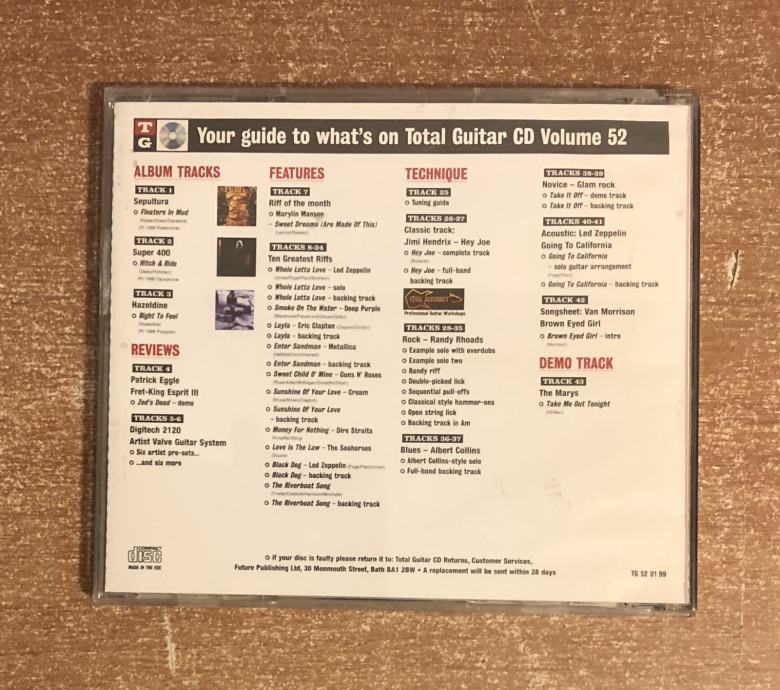 TG
Your guide to what's on Total Guitar CD Volume 52
ALBUM TRACKS
TRACK 1
Sepultura
Floaters In Mud
TRACK 2
Super 400
Hitch & Ride
TRACK 3
Hazeldine
Right To Feel
REVIEWS
TRACK 4
Patrick Eggle
Fret-King Esprit III
Zed's Dead – demo
TRACKS 5-6
Digitech 2120
Artist Valve Guitar System
Six artist pre-sets...
...and six more
FEATURES
TRACK 7
Riff of the month
Marylin Manson
– Sweet Dreams (Are Made Of This)
TRACKS 8-24
Ten Greatest Riffs
Whole Lotta Love – Led Zeppelin
Whole Lotta Love – solo
Whole Lotta Love – backing track
Smoke On The Water – Deep Purple
Layla – Eric Clapton (Clapton/Gordon)
Layla – backing track
Enter Sandman – Metallica
Enter Sandman – backing track
Sweet Child O' Mine – Guns N' Roses
Sunshine Of Your Love – Cream
Sunshine Of Your Love
– backing track
Money For Nothing – Dire Straits
(Knopfler/Sting)
Love Is The Law – The Seahorses
(Squire)
Black Dog – Led Zeppelin (Page/Plant/Jones)
Black Dog – backing track
The Riverboat Song
The Riverboat Song – backing track
TECHNIQUE
TRACK 25
Tuning guide
TRACKS 26-27
Classic track:
Jimi Hendrix – Hey Joe
Hey Joe – complete track
(Roberts)
Hey Joe – full-band
backing track
TOTAL ACCURACY
Professional Guitar Workshops
TRACKS 28-35
Rock – Randy Rhoads
Example solo with overdubs
Example solo two
Randy riff
Double-picked lick
Sequential pull-offs
Classical style hammer-ons
Open string lick
Backing track in Am
TRACKS 36-37
Blues – Albert Collins
Albert Collins-style solo
Full-band backing track
TRACKS 38-39
Novice – Glam rock
Take It Off – demo track
Take It Off – backing track
TRACKS 40-41
Acoustic: Led Zeppelin
Going To California
Going To California
– solo guitar arrangement
(Page/Plant)
Going To California – backing track
TRACK 42
Songsheet: Van Morrison
Brown Eyed Girl
Brown Eyed Girl – intro
(Morrison)
DEMO TRACK
TRACK 43
The Marys
Take Me Out Tonight
COMPACT
disc
MADE IN THE EEC
If your disc is faulty please return it to: Total Guitar CD Returns, Customer Services,
Future Publishing Ltd, 30 Monmouth Street, Bath BA1 2BW • A replacement will be sent within 28 days
TG 52 01 99